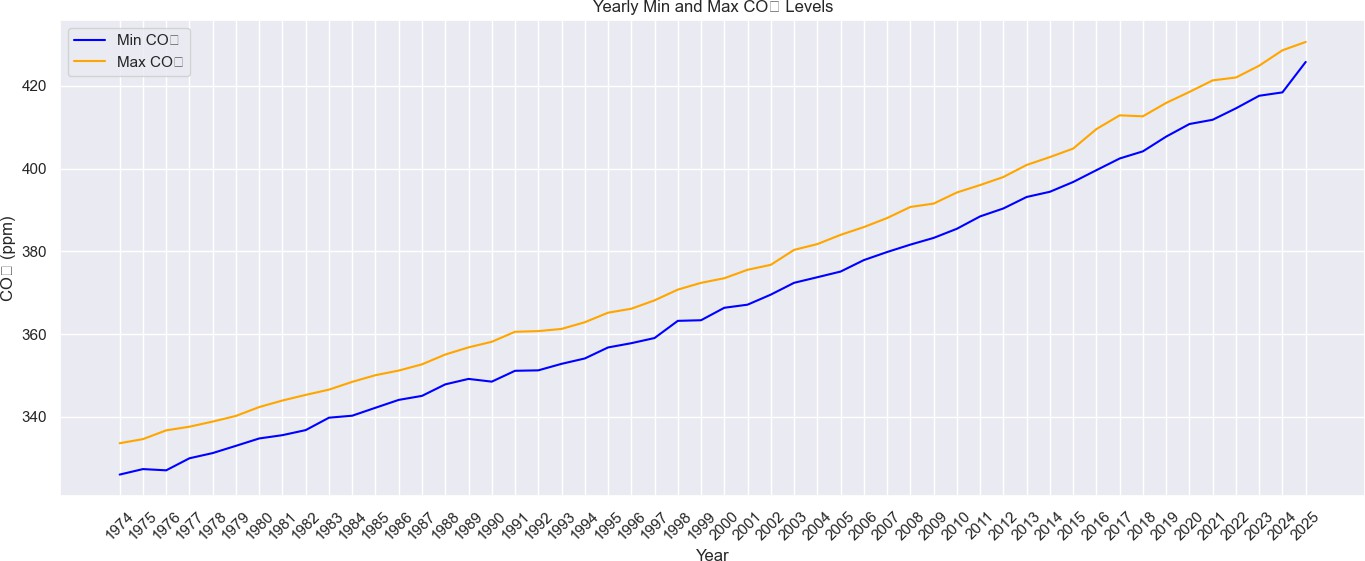 Yearly Min and Max CO▯ Levels
Min CO▯
Max CO▯
CO▯ (ppm)
420
400
380
360
340
1974 1975 1976 1977 1978 1979 1980 1981 1982 1983 1984 1985 1986 1987 1988 1989 1990 1991 1992 1993 1994 1995 1996 1997 1998 1999 2000 2001 2002 2003 2004 2005 2006 2007 2008 2009 2010 2011 2012 2013 2014 2015 2016 2017 2018 2019 2020 2021 2022 2023 2024 2025
Year